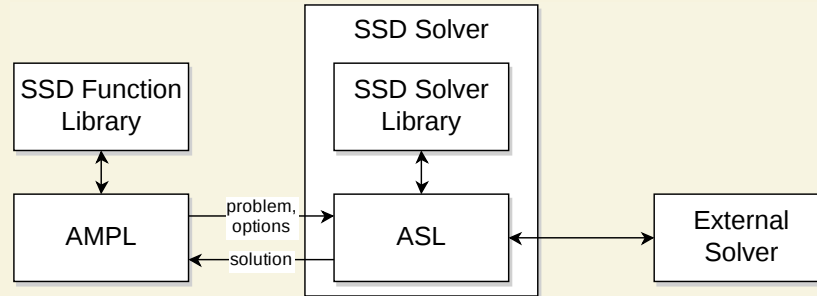 SSD Solver
SSD Function
Library
SSD Solver
Library
AMPL
problem,
options
solution
ASL
External
Solver